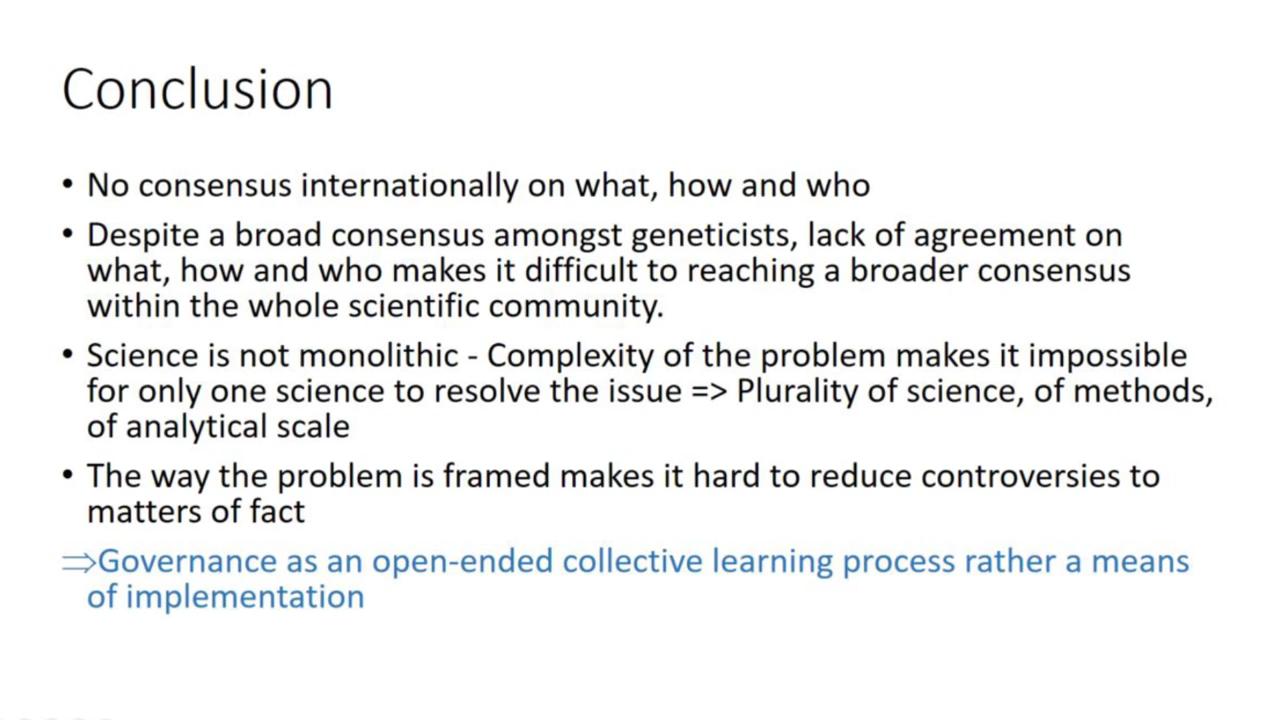 Conclusion
• No consensus internationally on what, how and who
• Despite a broad consensus amongst geneticists, lack of agreement on
what, how and who makes it difficult to reaching a broader consensus
within the whole scientific community.
• Science is not monolithic - Complexity of the problem makes it impossible
for only one science to resolve the issue => Plurality of science, of methods,
of analytical scale
• The way the problem is framed makes it hard to reduce controversies to
matters of fact
⇒Governance as an open-ended collective learning process rather a means
of implementation